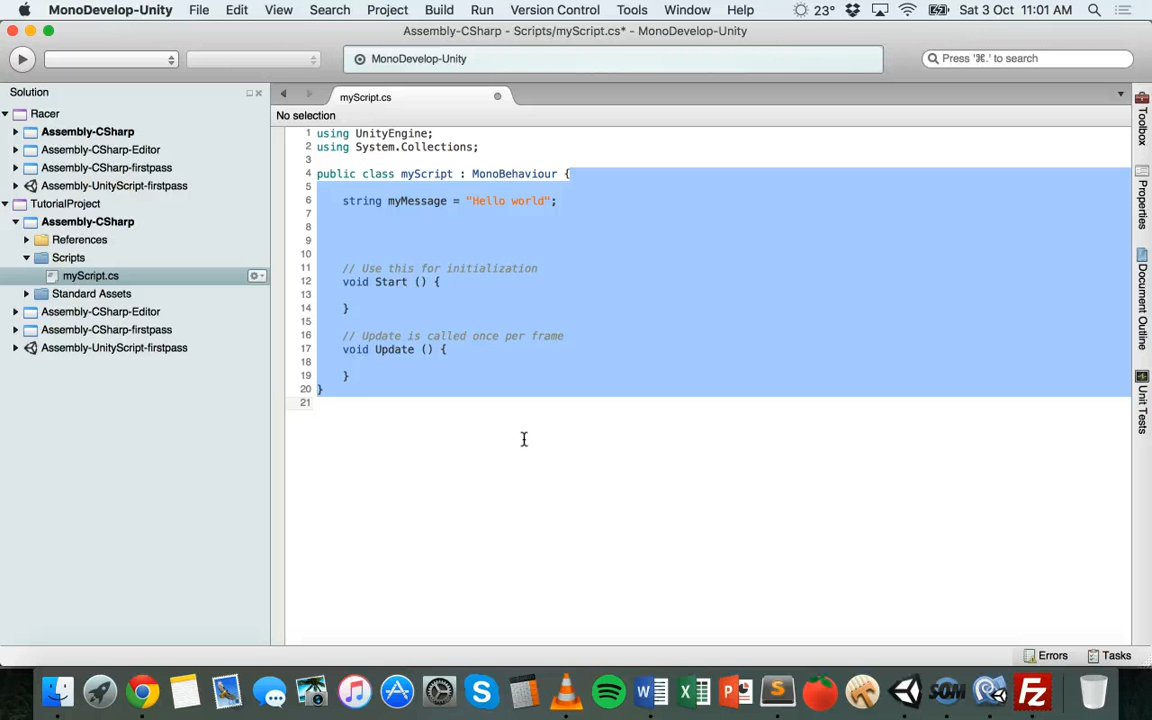 MonoDevelop-Unity File Edit View Search Project Build Run Version Control Tools Window Help 23° Sat 3 Oct 11:01 AM
Assembly-CSharp - Scripts/myScript.cs* - MonoDevelop-Unity
MonoDevelop-Unity
Press '⌘.' to search
Solution
Racer
Assembly-CSharp
Assembly-CSharp-Editor
Assembly-CSharp-firstpass
Assembly-UnityScript-firstpass
TutorialProject
Assembly-CSharp
References
Scripts
myScript.cs
Standard Assets
Assembly-CSharp-Editor
Assembly-CSharp-firstpass
Assembly-UnityScript-firstpass
myScript.cs
No selection
1 using UnityEngine;
2 using System.Collections;
3
4 public class myScript : MonoBehaviour {
5
6 string myMessage = "Hello world";
7
8
9
10
11 // Use this for initialization
12 void Start () {
13
14 }
15
16 // Update is called once per frame
17 void Update () {
18
19 }
20 }
21
Toolbox
Properties
Document Outline
Unit Tests
Errors Tasks
SOM
Fz